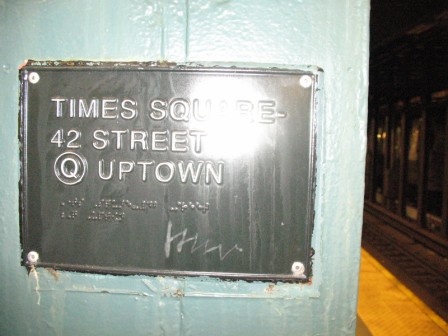 TIMES SQUARE-
42 STREET
Q UPTOWN